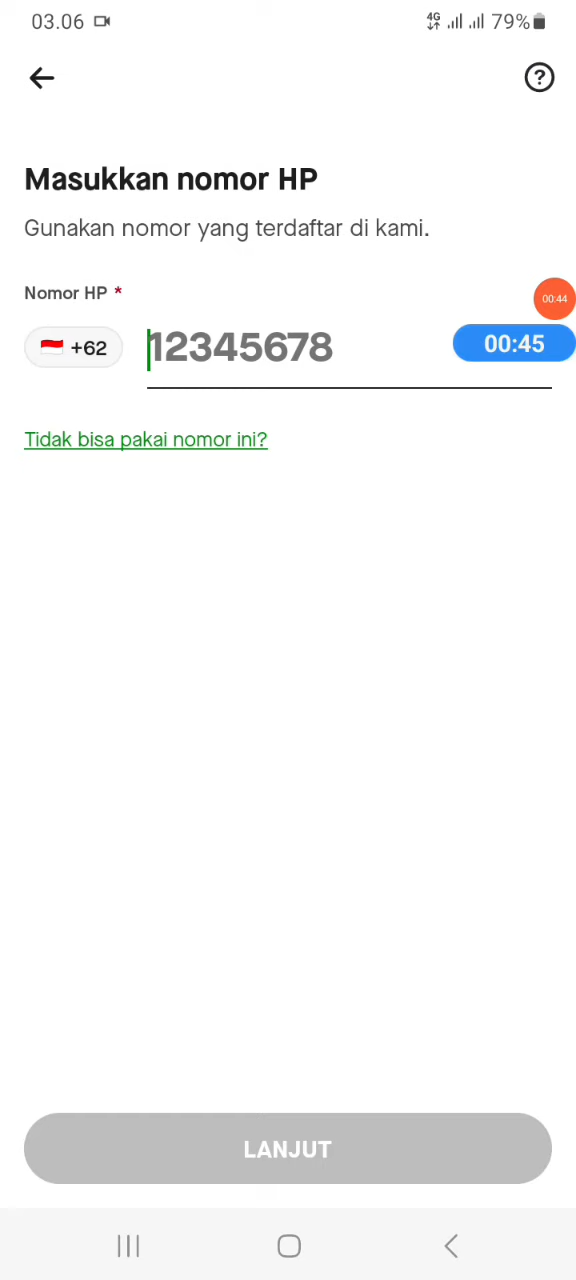 03.06
4G 79%
Masukkan nomor HP
Gunakan nomor yang terdaftar di kami.
Nomor HP *
00:44
+62 12345678 00:45
Tidak bisa pakai nomor ini?
LANJUT